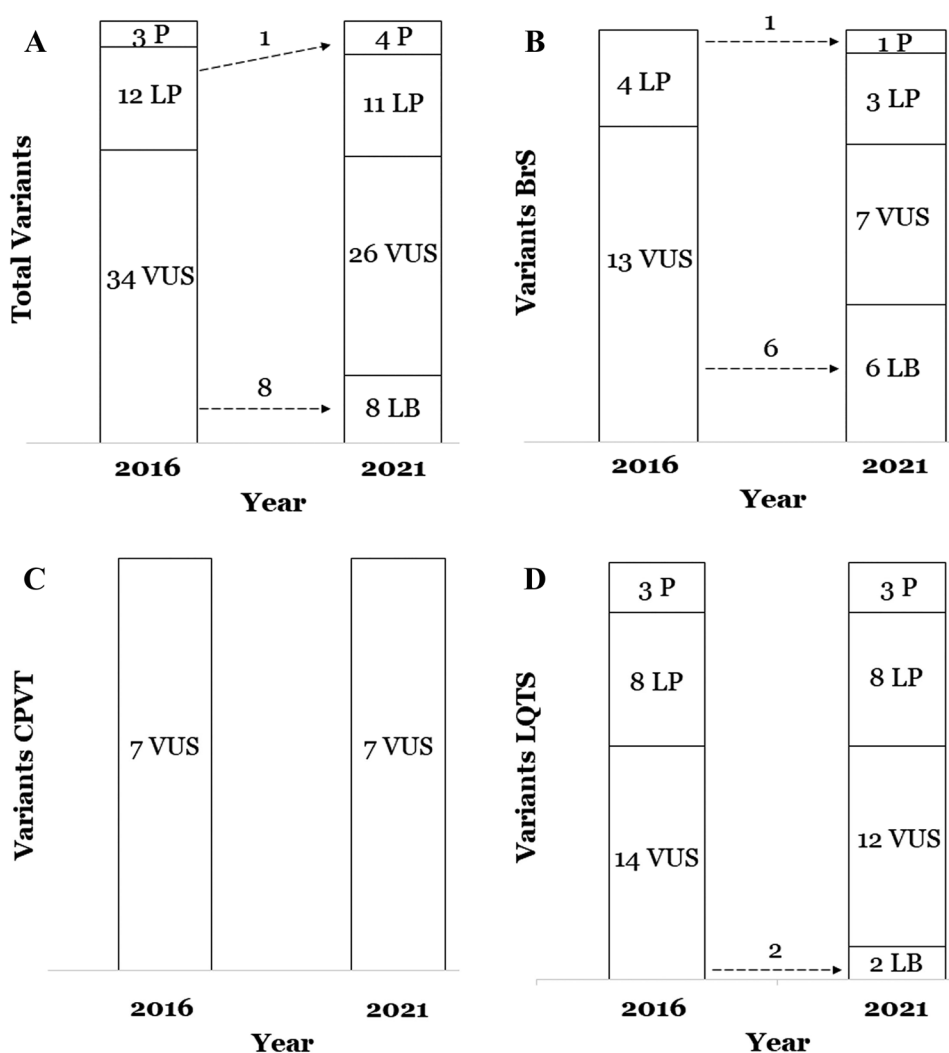 A
Total Variants
3 P
12 LP
34 VUS
1
8
4 P
11 LP
26 VUS
8 LB
2016
2021
Year
B
Variants BrS
4 LP
13 VUS
1
6
1 P
3 LP
7 VUS
6 LB
2016
2021
Year
C
Variants CPVT
7 VUS
7 VUS
2016
2021
Year
D
Variants LQTS
3 P
8 LP
14 VUS
2
3 P
8 LP
12 VUS
2 LB
2016
2021
Year